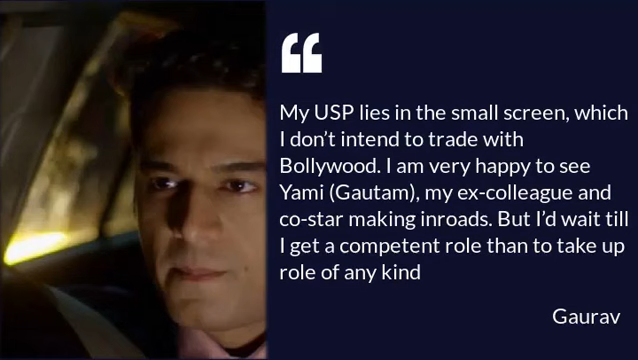 “
My USP lies in the small screen, which
I don’t intend to trade with
Bollywood. I am very happy to see
Yami (Gautam), my ex-colleague and
co-star making inroads. But I’d wait till
I get a competent role than to take up
role of any kind
Gaurav